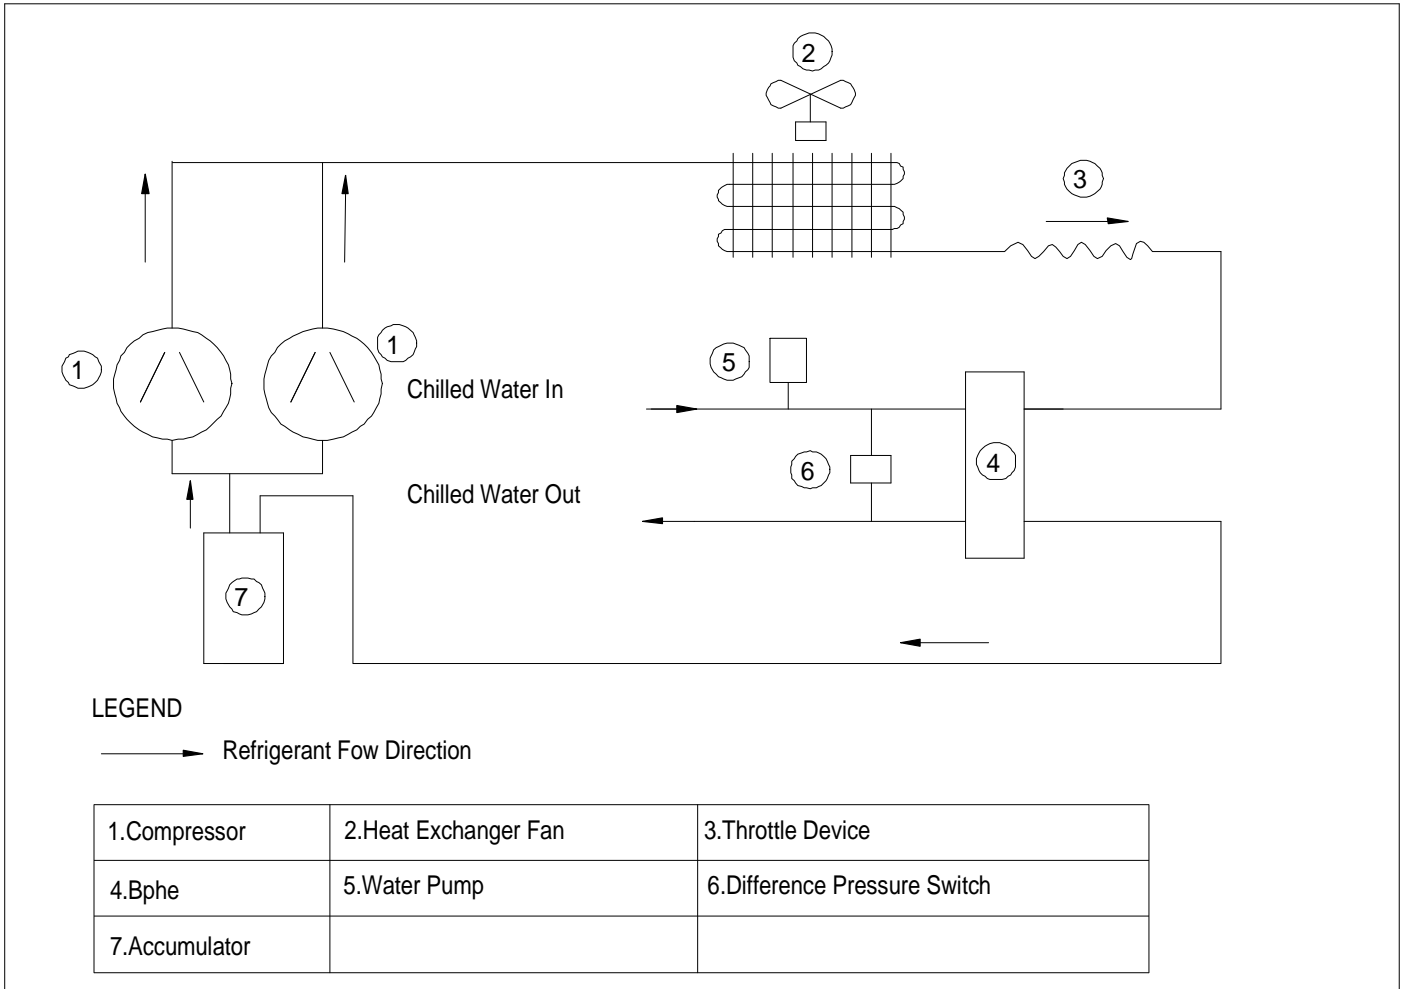 2
3
1
1
5
Chilled Water In
6
4
Chilled Water Out
7
LEGEND
Refrigerant Fow Direction
1.Compressor 2.Heat Exchanger Fan 3.Throttle Device
4.Bphe 5.Water Pump 6.Difference Pressure Switch
7.Accumulator